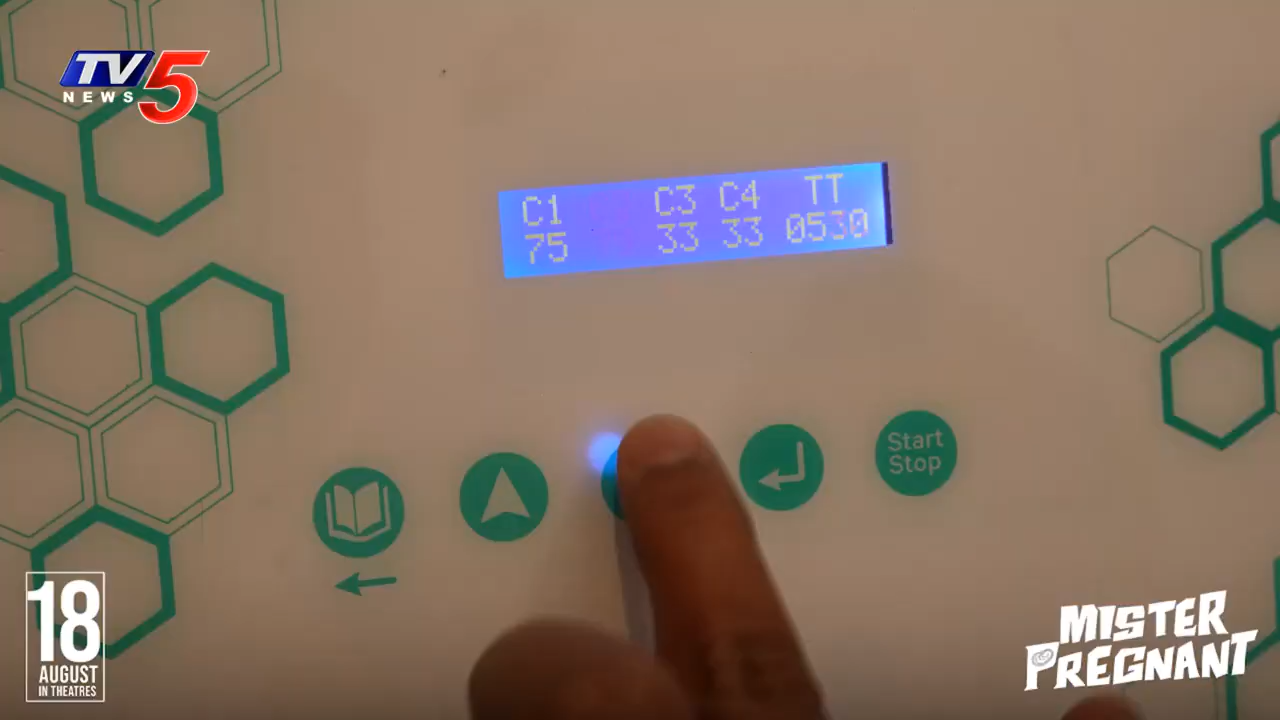 TV5
NEWS
C1 C3 C4 TT
75 33 33 0530
Start
Stop
18
AUGUST
IN THEATRES
MISTER
PREGNANT